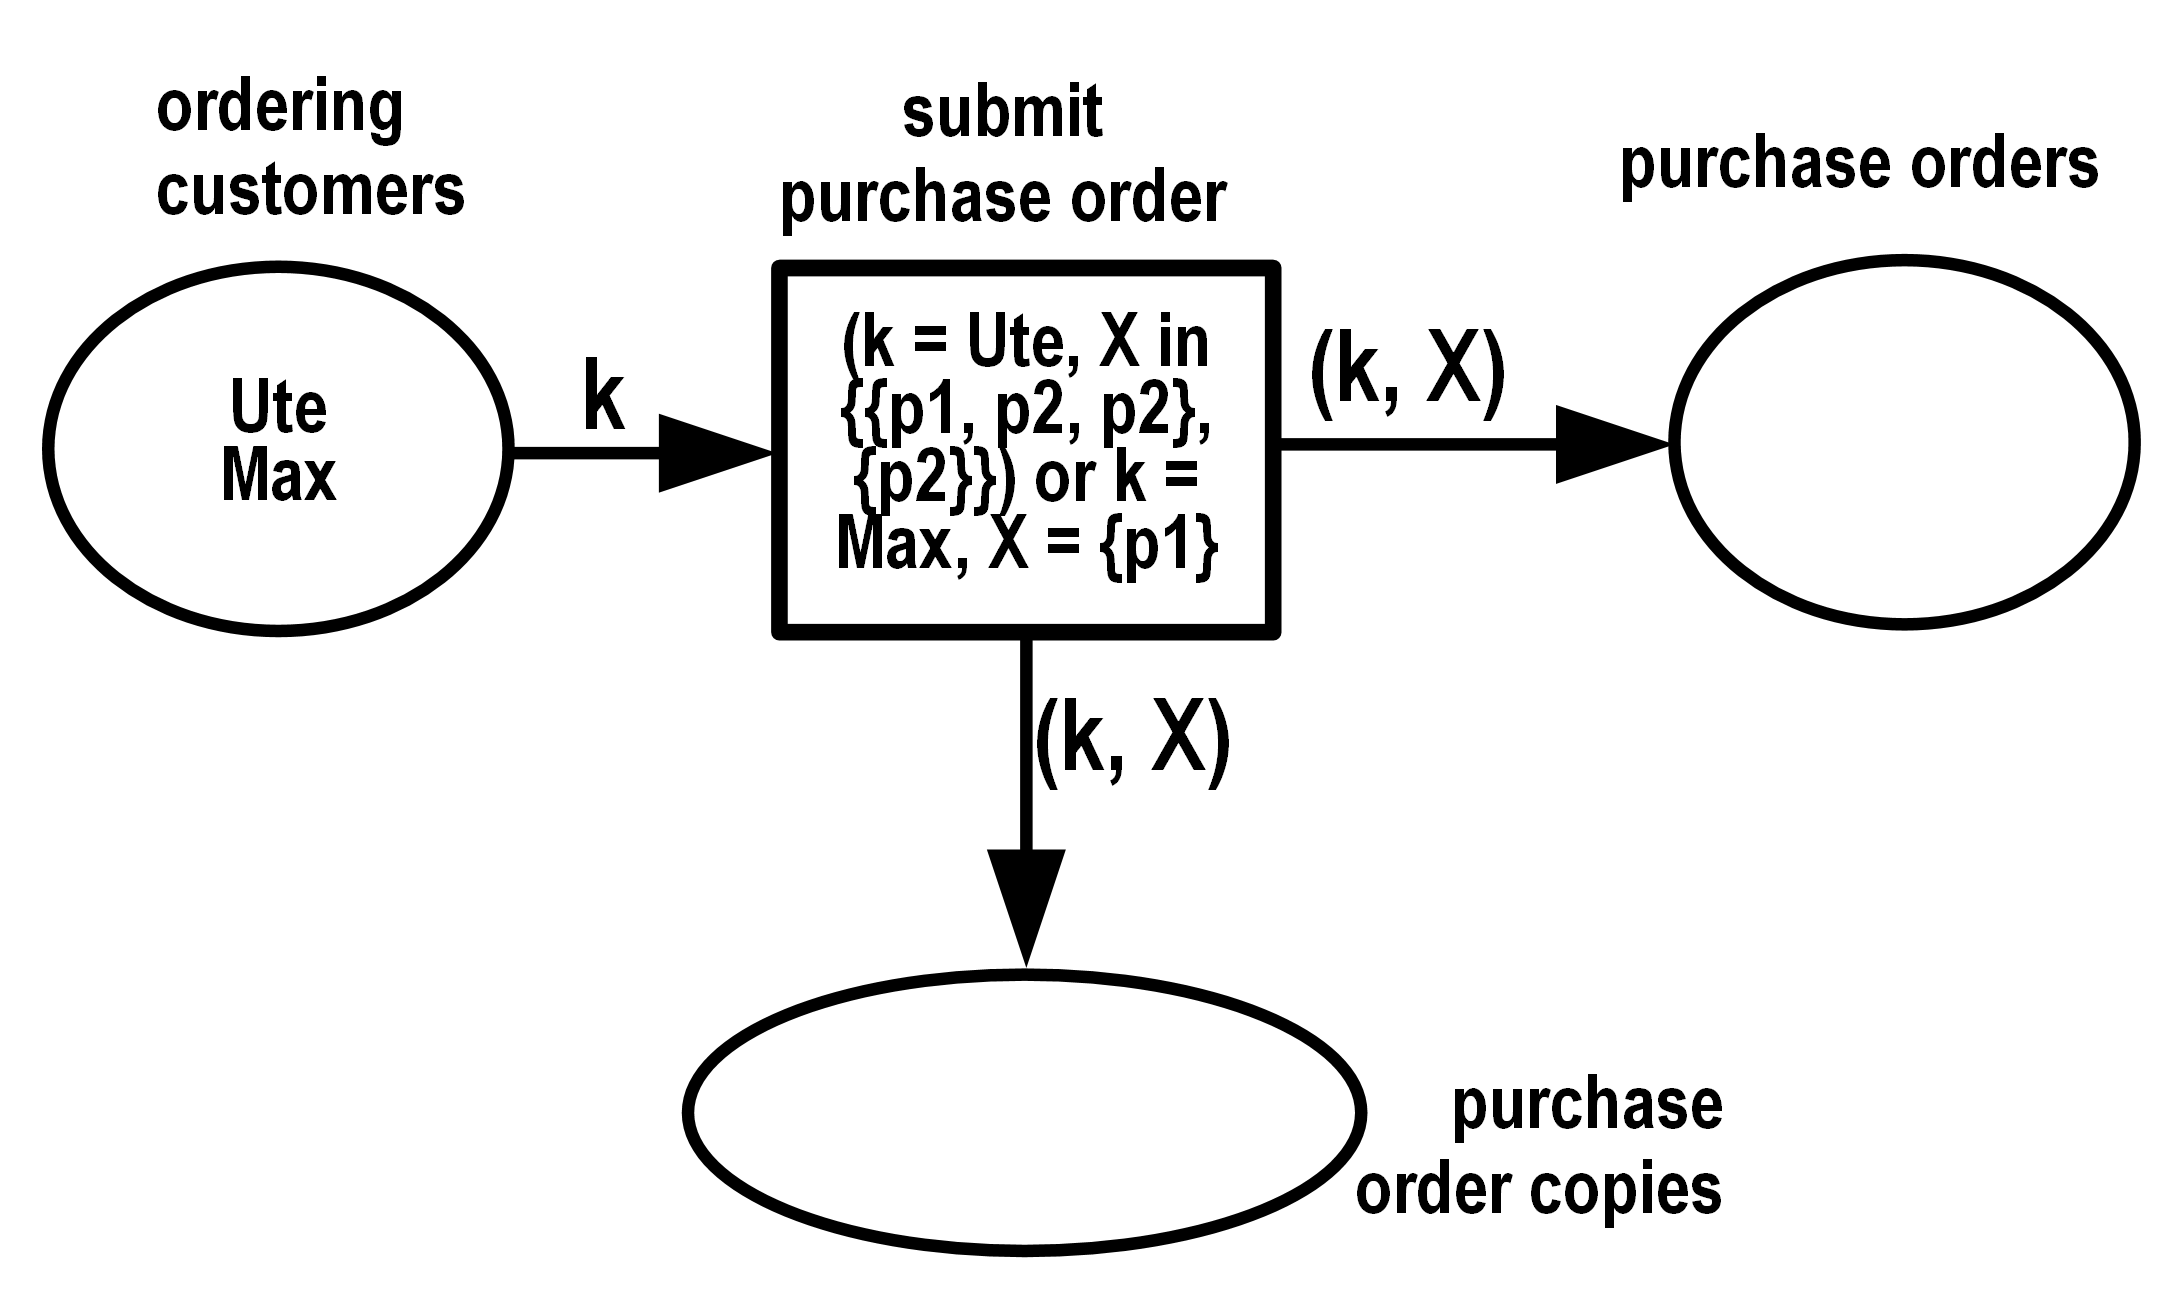 ordering
customers
submit
purchase order
purchase orders
Ute
Max
k
(k = Ute, X in
{{p1, p2, p2},
{p2}}) or k =
Max, X = {p1}
(k, X)
(k, X)
purchase
order copies